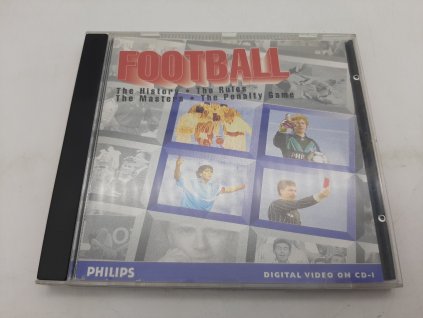 FOOTBALL
The History • The Rules
The Masters • The Penalty Game
PHILIPS
DIGITAL VIDEO ON CD-I